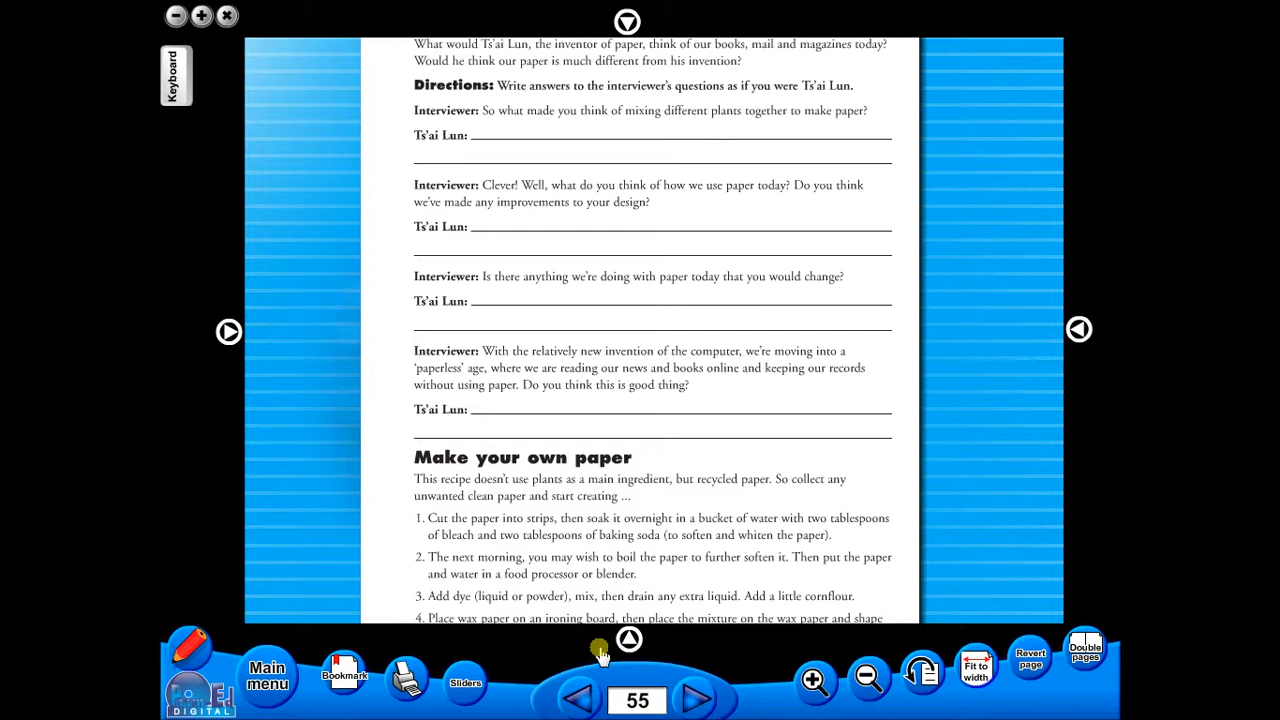 Keyboard
What would Ts'ai Lun, the inventor of paper, think of our books, mail and magazines today?
Would he think our paper is much different from his invention?
Directions: Write answers to the interviewer's questions as if you were Ts'ai Lun.
Interviewer: So what made you think of mixing different plants together to make paper?
Ts'ai Lun:
Interviewer: Clever! Well, what do you think of how we use paper today? Do you think
we've made any improvements to your design?
Ts'ai Lun:
Interviewer: Is there anything we're doing with paper today that you would change?
Ts'ai Lun:
Interviewer: With the relatively new invention of the computer, we're moving into a
'paperless' age, where we are reading our news and books online and keeping our records
without using paper. Do you think this is good thing?
Ts'ai Lun:
Make your own paper
This recipe doesn't use plants as a main ingredient, but recycled paper. So collect any
unwanted clean paper and start creating ...
1. Cut the paper into strips, then soak it overnight in a bucket of water with two tablespoons
of bleach and two tablespoons of baking soda (to soften and whiten the paper).
2. The next morning, you may wish to boil the paper to further soften it. Then put the paper
and water in a food processor or blender.
3. Add dye (liquid or powder), mix, then drain any extra liquid. Add a little cornflour.
4. Place wax paper on an ironing board, then place the mixture on the wax paper and shape
DIGITAL
Main
menu
Bookmark
Sliders
55
Fit to
width
Revert
page
Double
pages